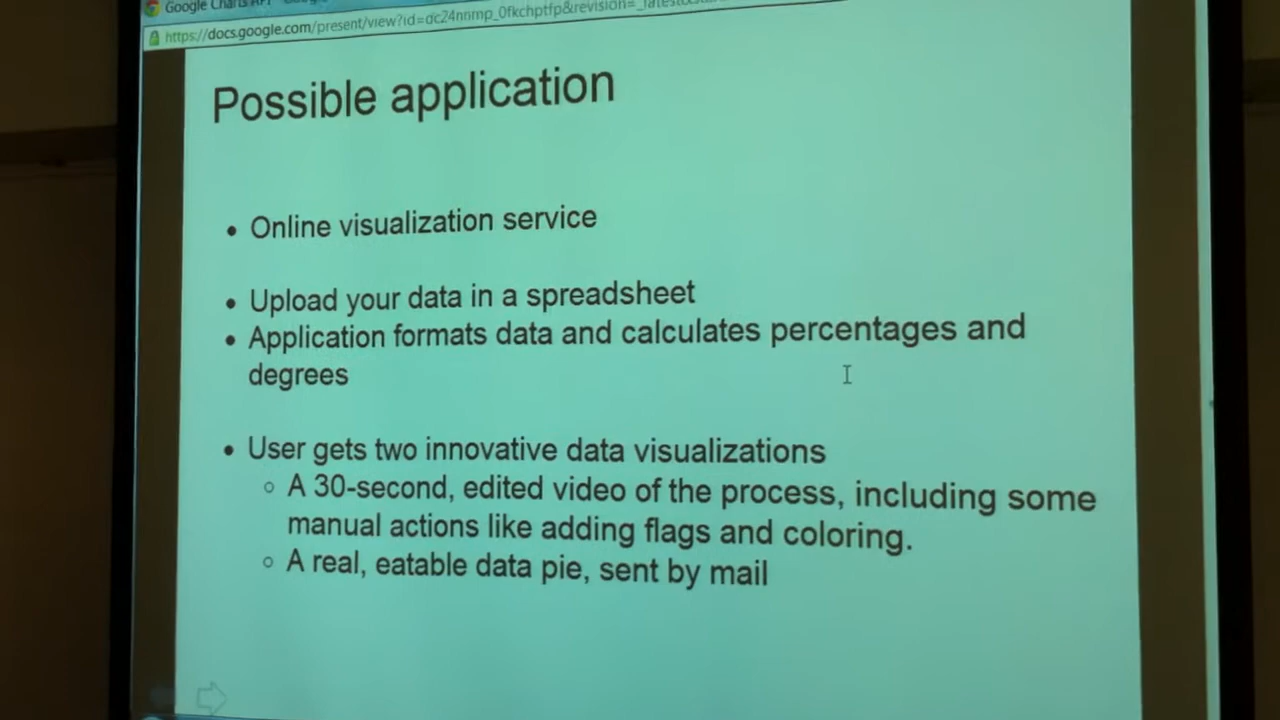 Google Charts API
https://docs.google.com/present/view?id=dc24nnmp_0fkchptfp&revision=_latest
Possible application
• Online visualization service
• Upload your data in a spreadsheet
• Application formats data and calculates percentages and
degrees
• User gets two innovative data visualizations
○ A 30-second, edited video of the process, including some
manual actions like adding flags and coloring.
○ A real, eatable data pie, sent by mail